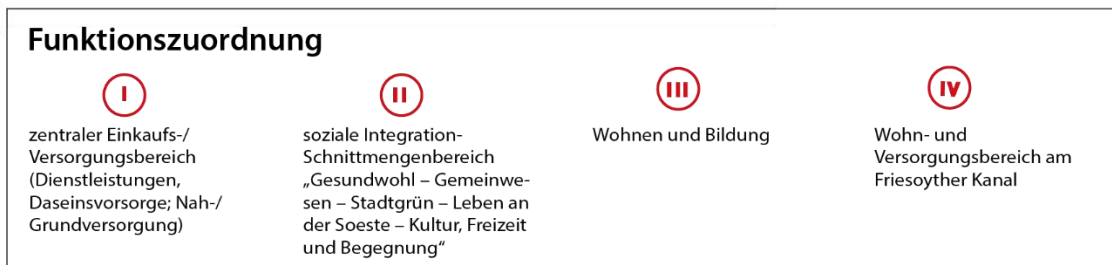 Funktionszuordnung
I
zentraler Einkaufs-/
Versorgungsbereich
(Dienstleistungen,
Daseinsvorsorge; Nah-/
Grundversorgung)
II
soziale Integration-
Schnittmengenbereich
„Gesundwohl – Gemeinwe-
sen – Stadtgrün – Leben an
der Soeste – Kultur, Freizeit
und Begegnung“
III
Wohnen und Bildung
IV
Wohn- und
Versorgungsbereich am
Friesoyther Kanal